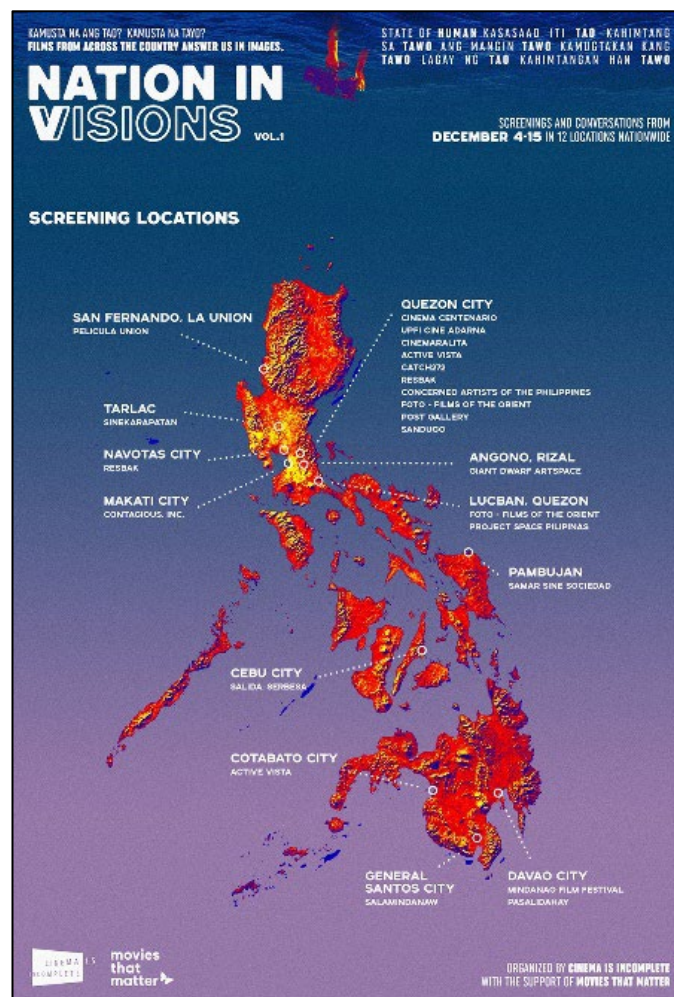 KAMUSTA NA ANG TAO? KAMUSTA NA TAYO?
FILMS FROM ACROSS THE COUNTRY ANSWER US IN IMAGES.
NATION IN
VISIONS VOL.1
STATE OF HUMAN KASASAAD ITI TAO KAHIMTANG
SA TAWO ANG MANGIN TAWO KAMUGTAKAN KANG
TAWO LAGAY NG TAO KAHIMTANGAN HAN TAWO
SCREENINGS AND CONVERSATIONS FROM
DECEMBER 4-15 IN 12 LOCATIONS NATIONWIDE
SCREENING LOCATIONS
SAN FERNANDO, LA UNION
PELICULA UNION
TARLAC
SINEKARAPATAN
NAVOTAS CITY
RESBAK
MAKATI CITY
CONTAGIOUS, INC.
QUEZON CITY
CINEMA CENTENARIO
UPFI CINE ADARNA
CINEMARALITA
ACTIVE VISTA
CATCH272
RESBAK
CONCERNED ARTISTS OF THE PHILIPPINES
FOTO - FILMS OF THE ORIENT
POST GALLERY
SANDUGO
ANGONO, RIZAL
GIANT DWARF ARTSPACE
LUCBAN, QUEZON
FOTO - FILMS OF THE ORIENT
PROJECT SPACE PILIPINAS
PAMBUJAN
SAMAR SINE SOCIEDAD
CEBU CITY
SALIDA, SERBESA
COTABATO CITY
ACTIVE VISTA
GENERAL
SANTOS CITY
SALAMINDANAW
DAVAO CITY
MINDANAO FILM FESTIVAL
PASALIDAHAY
CINEMA IS
INCOMPLETE
movies
that
matter
ORGANIZED BY CINEMA IS INCOMPLETE
WITH THE SUPPORT OF MOVIES THAT MATTER